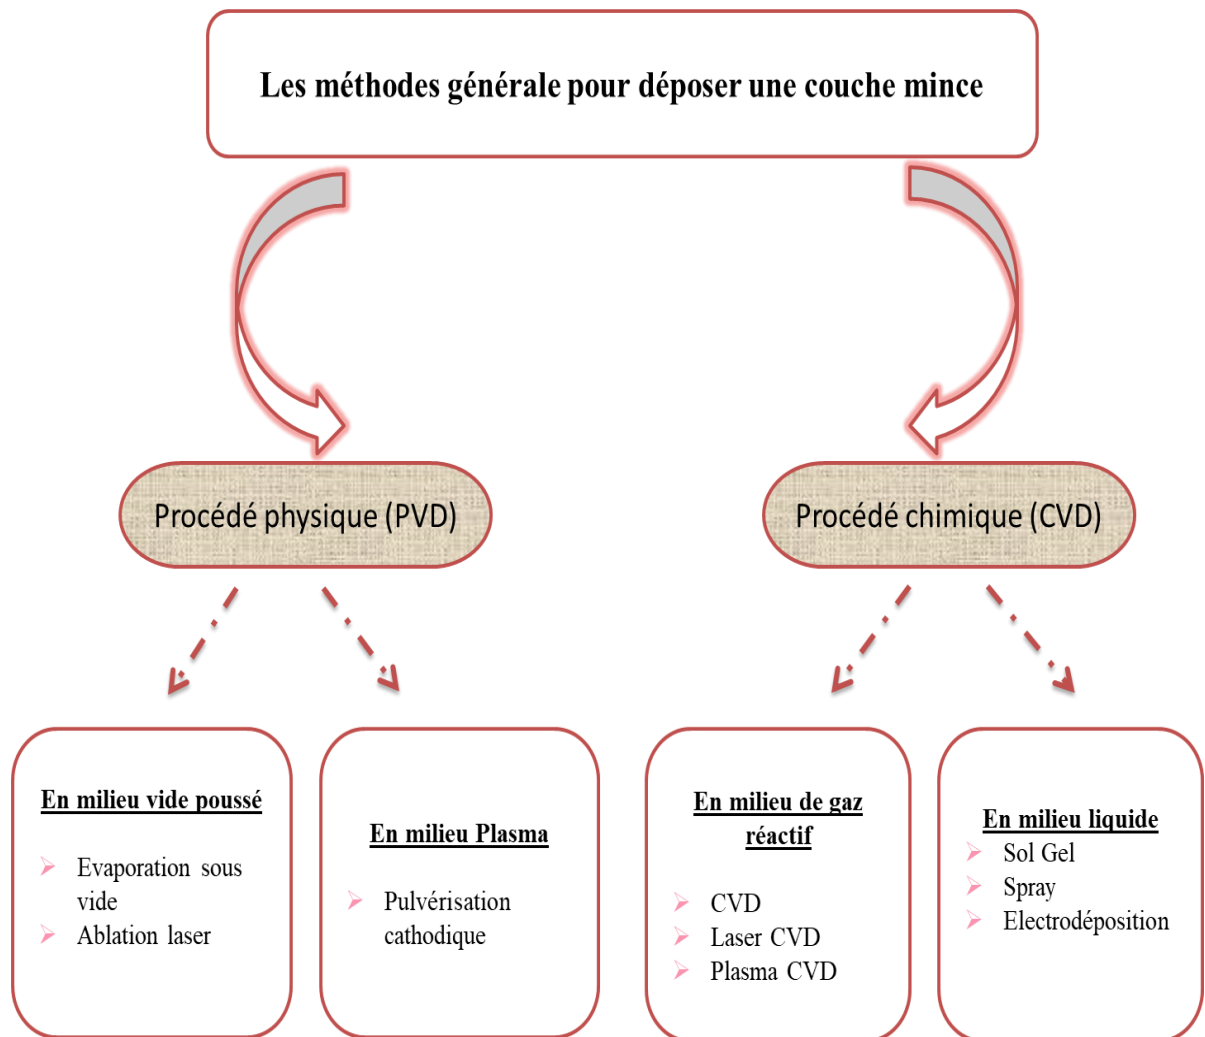 Les méthodes générale pour déposer une couche mince
Procédé physique (PVD)
Procédé chimique (CVD)
En milieu vide poussé
Evaporation sous
vide
Ablation laser
En milieu Plasma
Pulvérisation
cathodique
En milieu de gaz
réactif
CVD
Laser CVD
Plasma CVD
En milieu liquide
Sol Gel
Spray
Electrodéposition